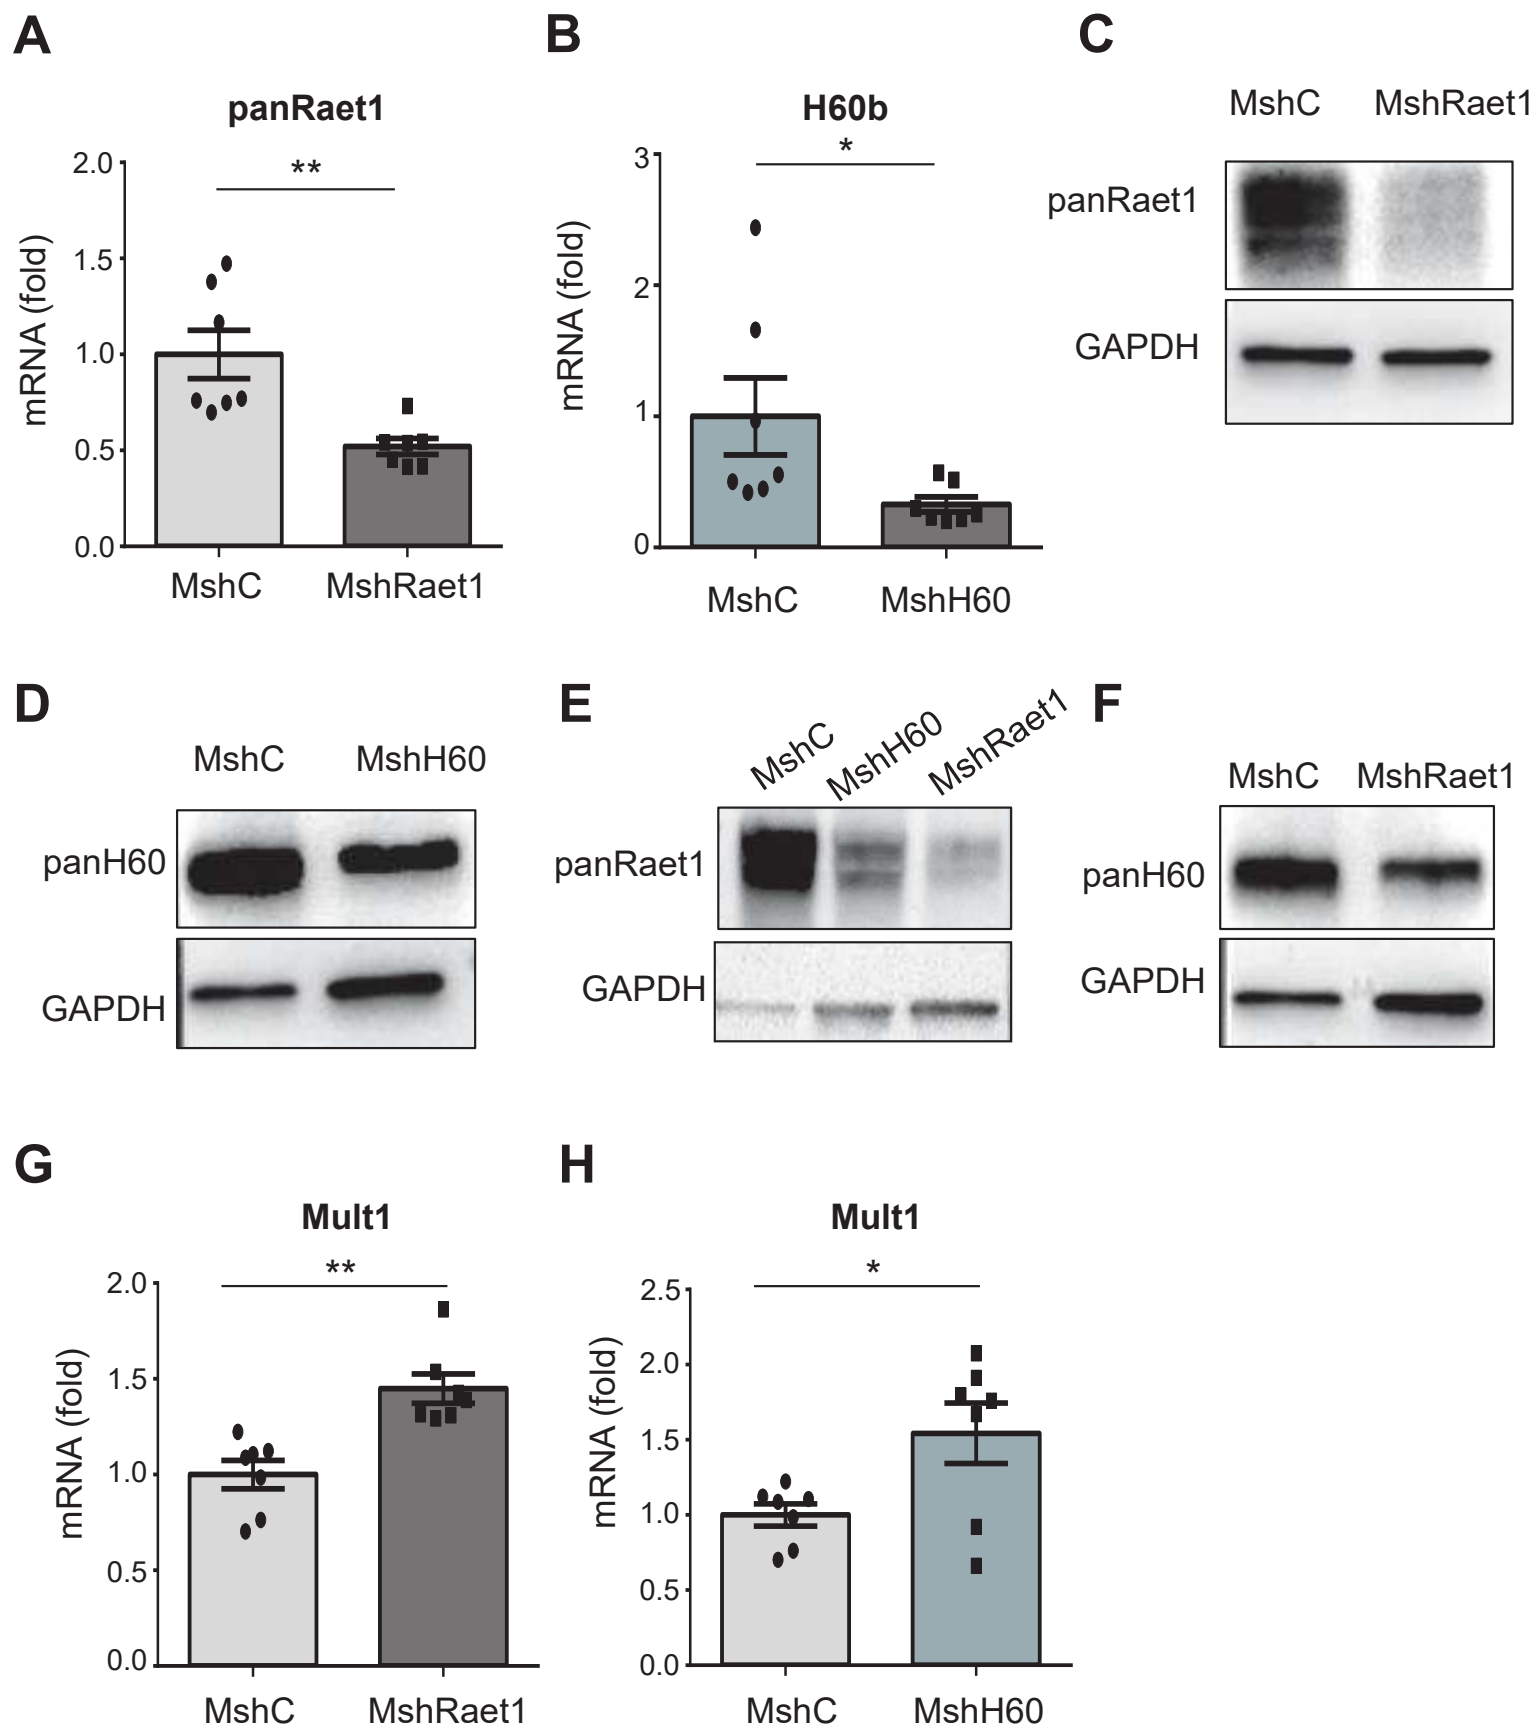 A
panRaet1
**
mRNA (fold)
2.0
1.5
1.0
0.5
0.0
MshC MshRaet1
B
H60b
*
mRNA (fold)
3
2
1
0
MshC MshH60
C
MshC MshRaet1
panRaet1
GAPDH
D
MshC MshH60
panH60
GAPDH
E
MshC MshH60 MshRaet1
panRaet1
GAPDH
F
MshC MshRaet1
panH60
GAPDH
G
Mult1
**
mRNA (fold)
2.0
1.5
1.0
0.5
0.0
MshC MshRaet1
H
Mult1
*
mRNA (fold)
2.5
2.0
1.5
1.0
0.5
0.0
MshC MshH60